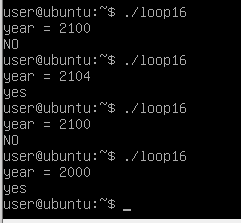 user@ubuntu:~$ ./loop16
year = 2100
NO
user@ubuntu:~$ ./loop16
year = 2104
yes
user@ubuntu:~$ ./loop16
year = 2100
NO
user@ubuntu:~$ ./loop16
year = 2000
yes
user@ubuntu:~$ _